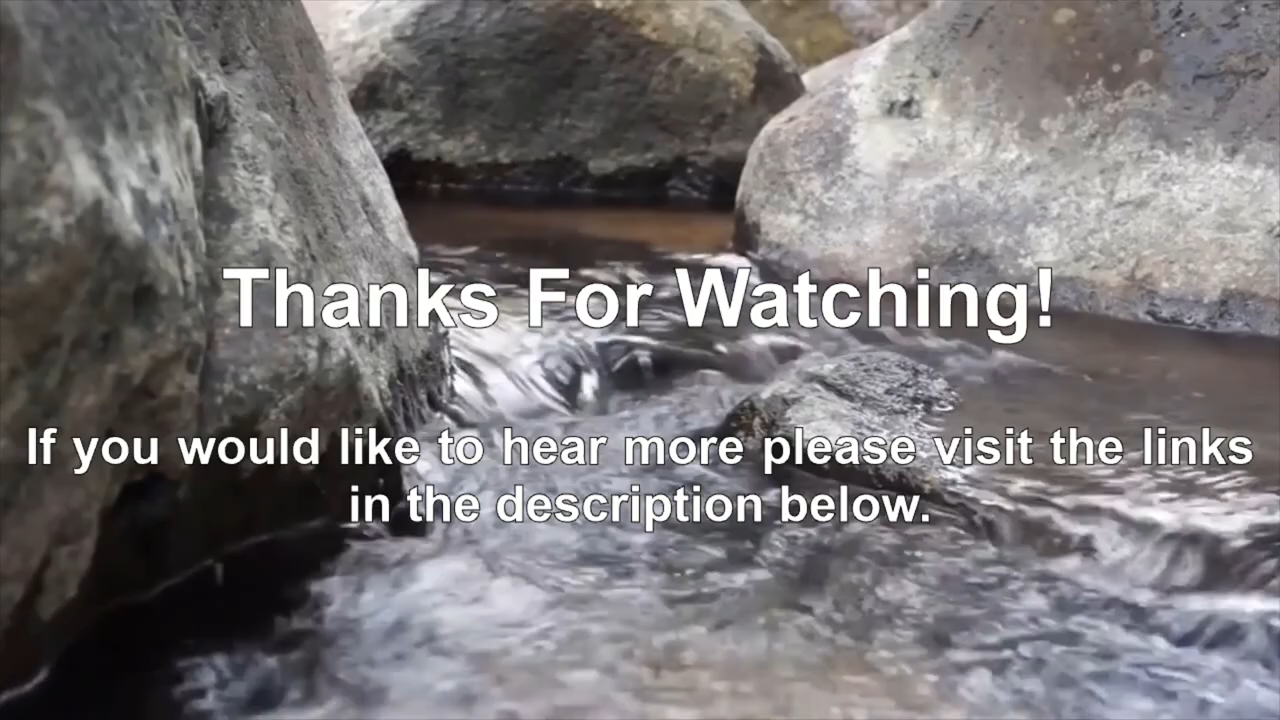 Thanks For Watching!
If you would like to hear more please visit the links
in the description below.